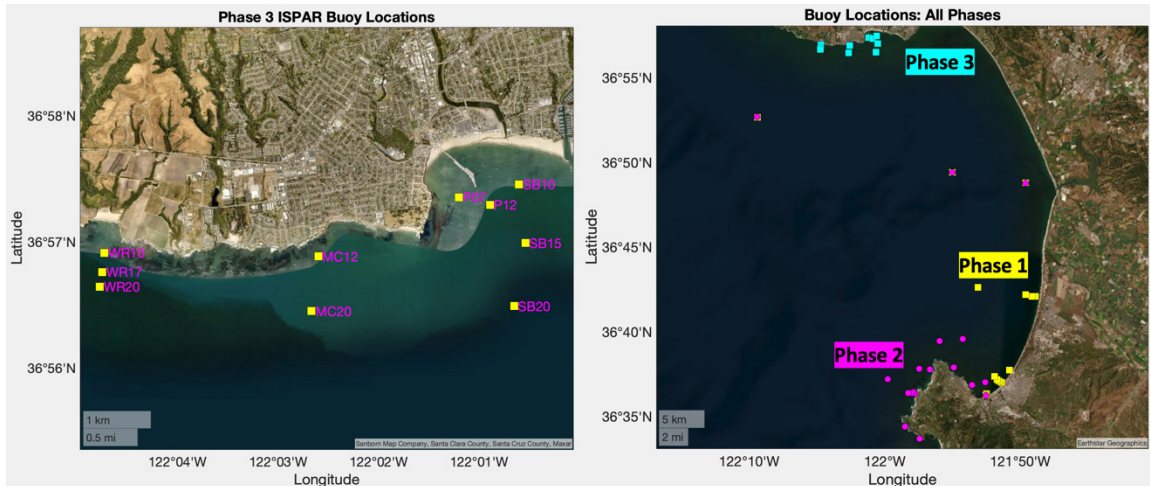 Phase 3 ISPAR Buoy Locations
36°58'N
36°57'N
36°56'N
Latitude
SB10
P07
P12
SB15
WR16
MC12
WR17
WR20
MC20
SB20
1 km
0.5 mi
Sanborn Map Company, Santa Clara County, Santa Cruz County, Maxar
122°04'W
122°03'W
122°02'W
122°01'W
Longitude
Buoy Locations: All Phases
36°55'N
36°50'N
36°45'N
36°40'N
36°35'N
Latitude
Phase 3
Phase 1
Phase 2
5 km
2 mi
Earthstar Geographics
122°10'W
122°W
121°50'W
Longitude